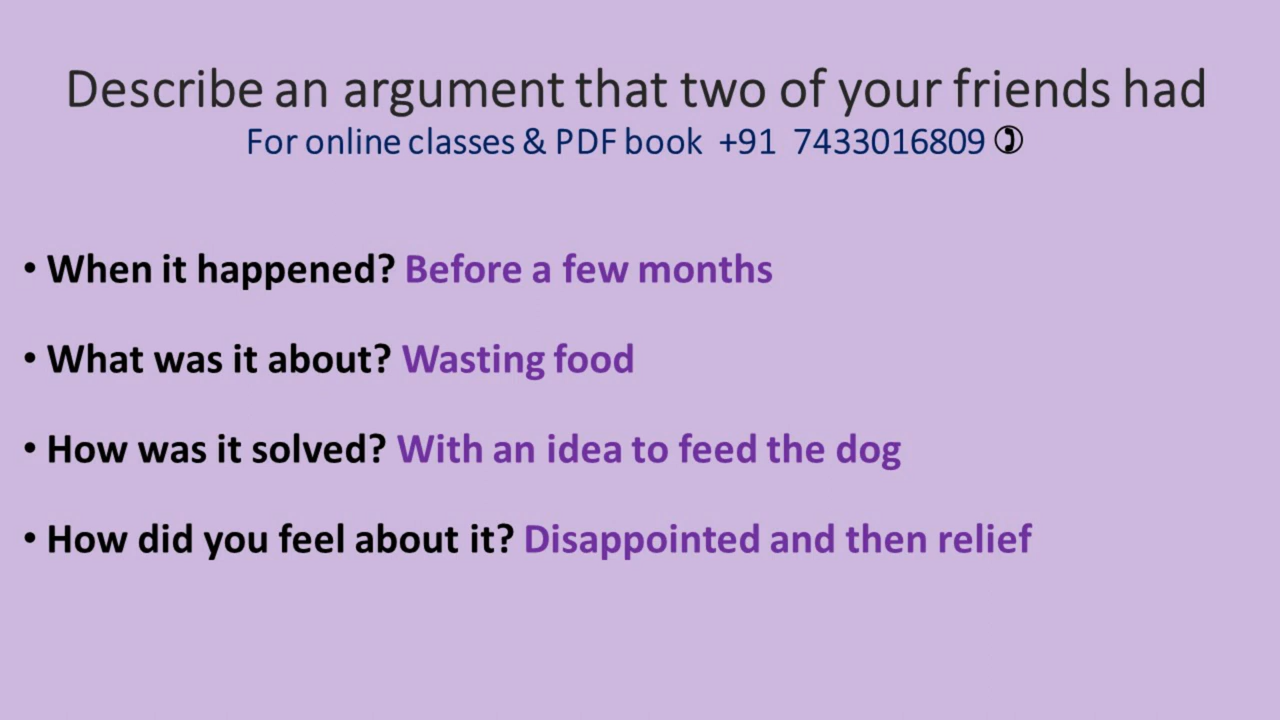 Describe an argument that two of your friends had
For online classes & PDF book +91 7433016809 ✆
• When it happened? Before a few months
• What was it about? Wasting food
• How was it solved? With an idea to feed the dog
• How did you feel about it? Disappointed and then relief